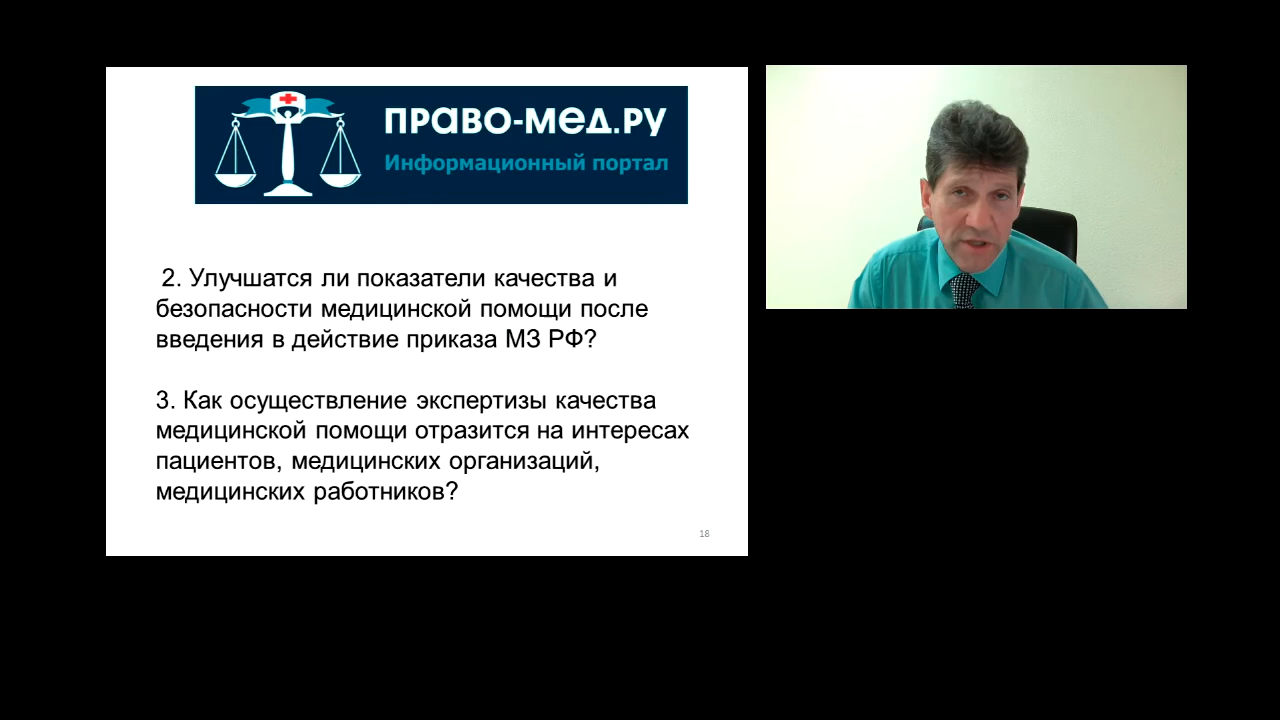 ПРАВО-МЕД.РУ
Информационный портал
2. Улучшатся ли показатели качества и
безопасности медицинской помощи после
введения в действие приказа МЗ РФ?
3. Как осуществление экспертизы качества
медицинской помощи отразится на интересах
пациентов, медицинских организаций,
медицинских работников?
18